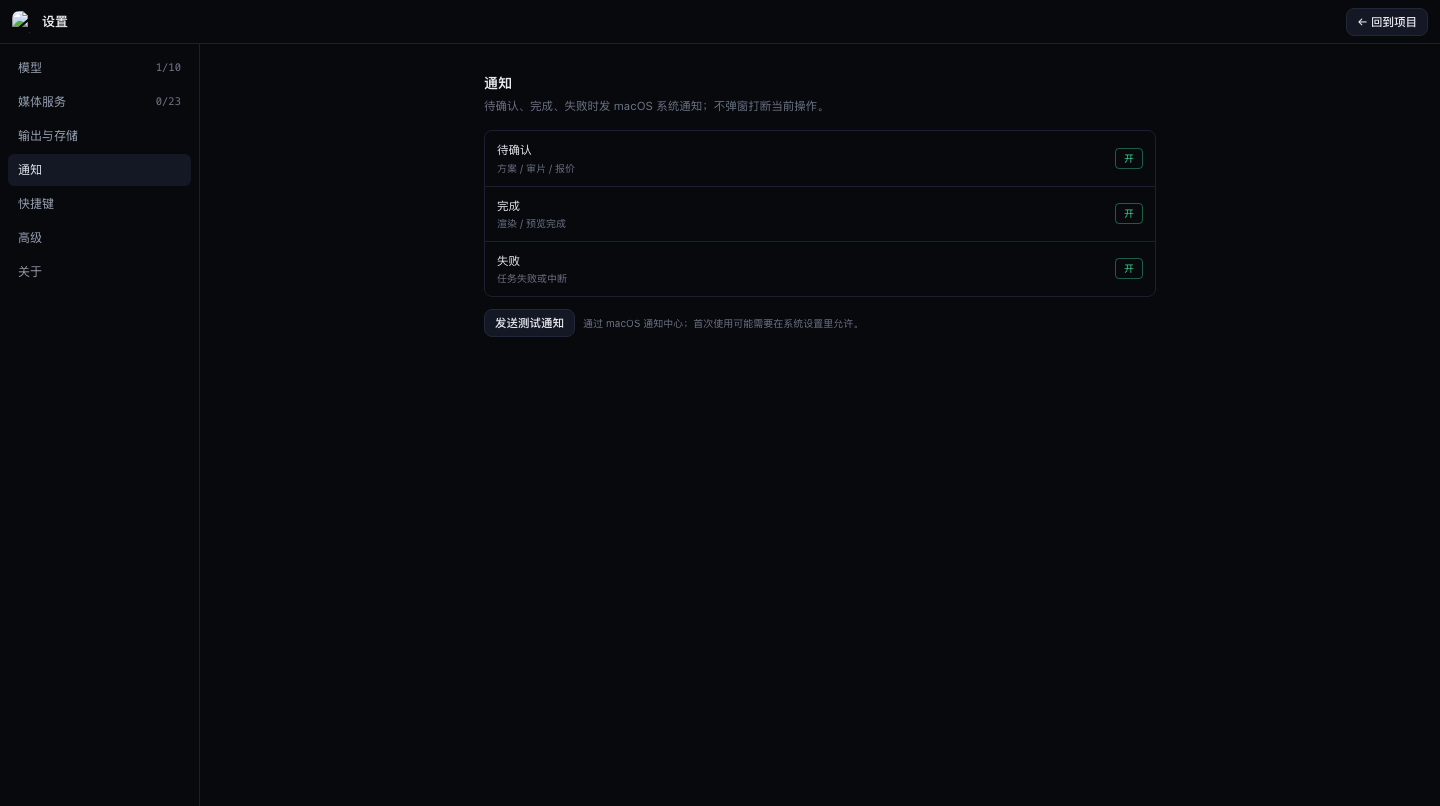 设置
← 回到项目
模型 1/10
媒体服务 0/23
输出与存储
通知
快捷键
高级
关于
通知
待确认、完成、失败时发 macOS 系统通知；不弹窗打断当前操作。
待确认
方案 / 审片 / 报价
开
完成
渲染 / 预览完成
开
失败
任务失败或中断
开
发送测试通知
通过 macOS 通知中心；首次使用可能需要在系统设置里允许。